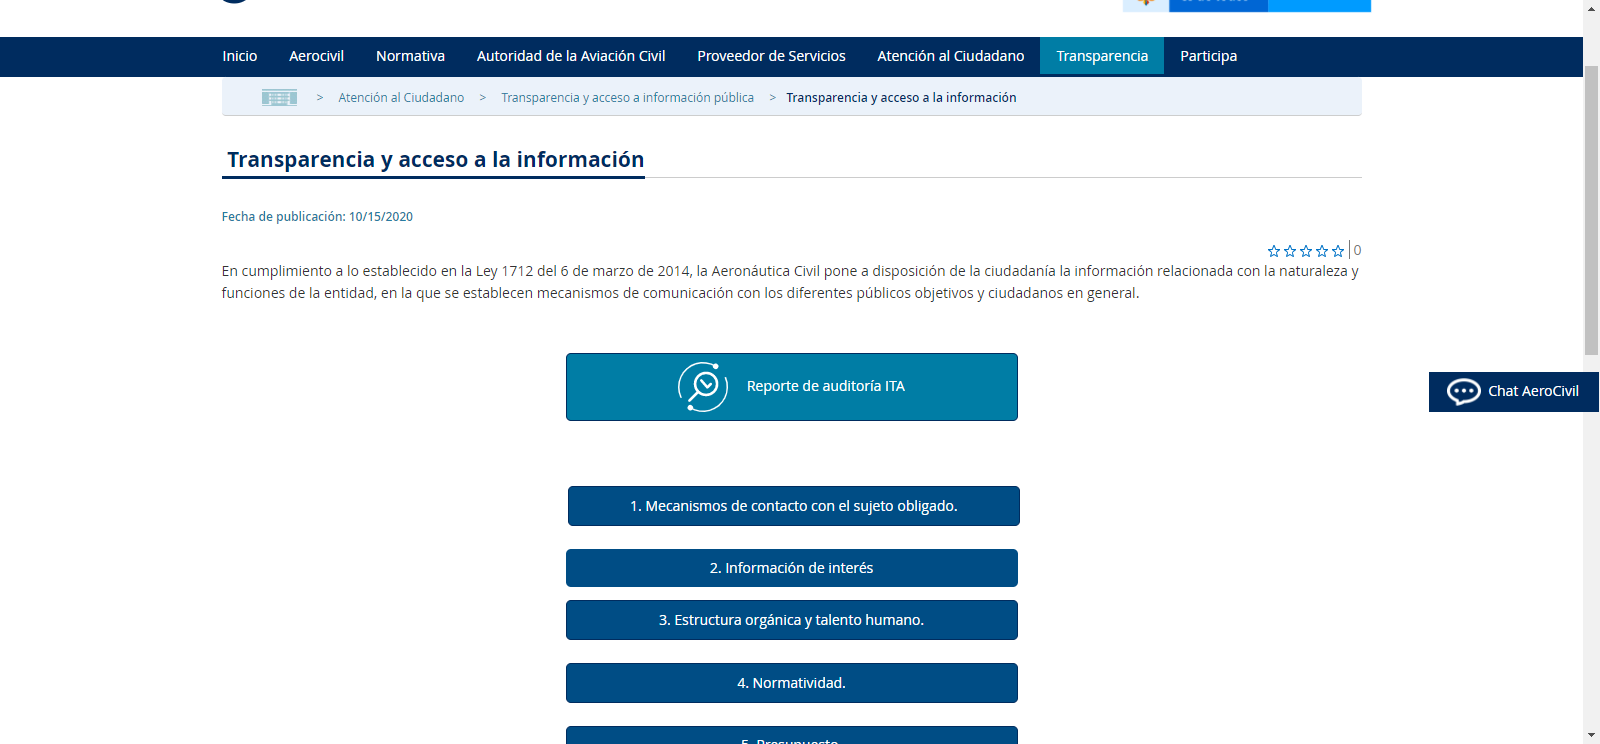 Inicio Aerocivil Normativa Autoridad de la Aviación Civil Proveedor de Servicios Atención al Ciudadano Transparencia Participa
> Atención al Ciudadano > Transparencia y acceso a información pública > Transparencia y acceso a la información
Transparencia y acceso a la información
Fecha de publicación: 10/15/2020
0
En cumplimiento a lo establecido en la Ley 1712 del 6 de marzo de 2014, la Aeronáutica Civil pone a disposición de la ciudadanía la información relacionada con la naturaleza y
funciones de la entidad, en la que se establecen mecanismos de comunicación con los diferentes públicos objetivos y ciudadanos en general.
Reporte de auditoría ITA
Chat AeroCivil
1. Mecanismos de contacto con el sujeto obligado.
2. Información de interés
3. Estructura orgánica y talento humano.
4. Normatividad.
5. Presupuesto